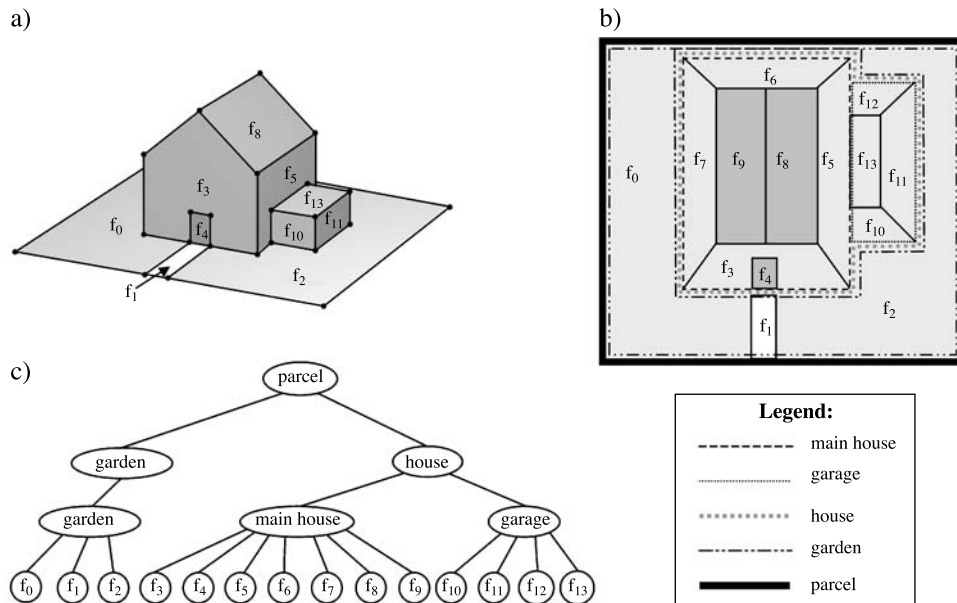 a)
f8
f3
f5
f13
f0
f4
f10
f11
f2
f1
b)
f6
f12
f0
f7
f9
f8
f5
f13
f11
f10
f3
f4
f2
f1
c)
parcel
garden
house
garden
main house
garage
f0 f1 f2 f3 f4 f5 f6 f7 f8 f9 f10 f11 f12 f13
Legend:
main house
garage
house
garden
parcel